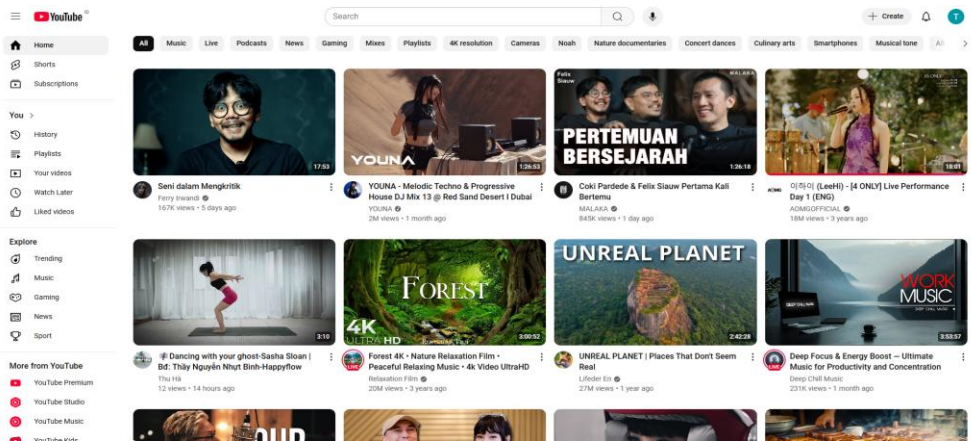 YouTube
ID
Search
Create
T
Home
Shorts
Subscriptions
You
History
Playlists
Your videos
Watch Later
Liked videos
Explore
Trending
Music
Gaming
News
Sport
More from YouTube
YouTube Premium
YouTube Studio
YouTube Music
YouTube Kids
All
Music
Live
Podcasts
News
Gaming
Mixes
Playlists
4K resolution
Cameras
Noah
Nature documentaries
Concert dances
Culinary arts
Smartphones
Musical tone
17:53
Seni dalam Mengkritik
Ferry Irwandi
167K views • 5 days ago
YOUNA
1:26:53
YOUNA - Melodic Techno & Progressive
House DJ Mix 13 @ Red Sand Desert I Dubai
YOUNA
2M views • 1 month ago
Felix
Siauw
MALAKA
PERTEMUAN
BERSEJARAH
1:26:18
Coki Pardede & Felix Siauw Pertama Kali
Bertemu
MALAKA
845K views • 1 day ago
18:01
이하이 (LeeHi) - [4 ONLY] Live Performance
Day 1 (ENG)
AOMGOFFICIAL
18M views • 3 years ago
3:10
Dancing with your ghost-Sasha Sloan |
Bđ: Thầy Nguyễn Nhựt Bình-Happyflow
Thu Hà
12 views • 14 hours ago
FOREST
4K
ULTRA HD
3:00:52
LIVE
Forest 4K • Nature Relaxation Film •
Peaceful Relaxing Music • 4k Video UltraHD
Relaxation Film
20M views • 3 years ago
UNREAL PLANET
2:42:28
UNREAL PLANET | Places That Don't Seem
Real
Lifeder En
27M views • 1 year ago
WORK
MUSIC
DEEP CHILL MUSIC
3:53:57
LIVE
Deep Focus & Energy Boost — Ultimate
Music for Productivity and Concentration
Deep Chill Music
231K views • 1 month ago
OUR